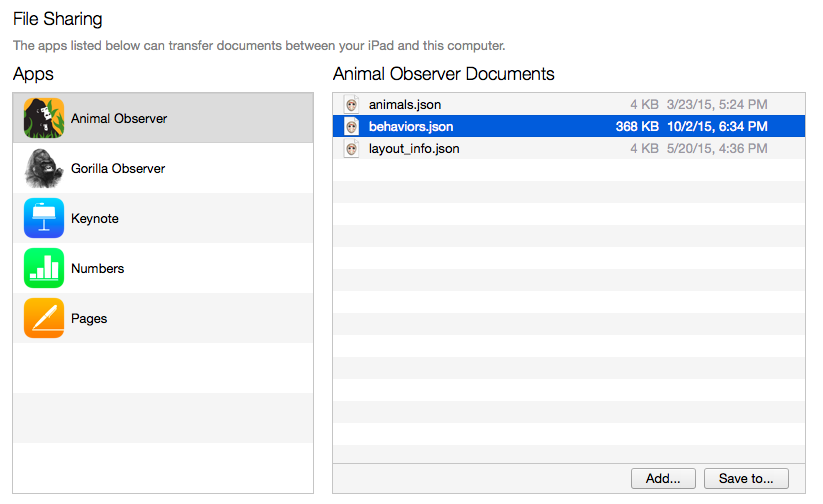 File Sharing
The apps listed below can transfer documents between your iPad and this computer.
Apps
Animal Observer
Gorilla Observer
Keynote
Numbers
Pages
Animal Observer Documents
animals.json 4 KB 3/23/15, 5:24 PM
behaviors.json 368 KB 10/2/15, 6:34 PM
layout_info.json 4 KB 5/20/15, 4:36 PM
Add... Save to...